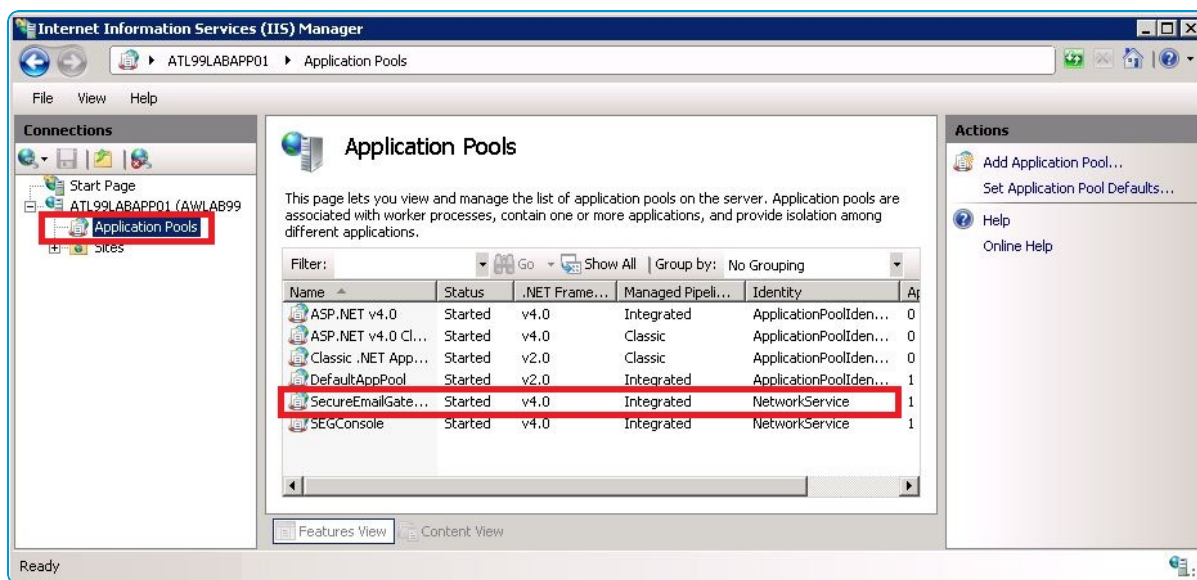 Internet Information Services (IIS) Manager
ATL99LABAPP01 Application Pools
File View Help
Connections
Start Page
ATL99LABAPP01 (AWLAB99
Application Pools
Sites
Application Pools
This page lets you view and manage the list of application pools on the server. Application pools are
associated with worker processes, contain one or more applications, and provide isolation among
different applications.
Filter: Go Show All Group by: No Grouping
Name Status .NET Frame... Managed Pipeli... Identity Ap
ASP.NET v4.0 Started v4.0 Integrated ApplicationPoolIden... 0
ASP.NET v4.0 Cl... Started v4.0 Classic ApplicationPoolIden... 0
Classic .NET App... Started v2.0 Classic ApplicationPoolIden... 0
DefaultAppPool Started v2.0 Integrated ApplicationPoolIden... 1
SecureEmailGate... Started v4.0 Integrated NetworkService 1
SEGConsole Started v4.0 Integrated NetworkService 1
Features View Content View
Actions
Add Application Pool...
Set Application Pool Defaults...
Help
Online Help
Ready